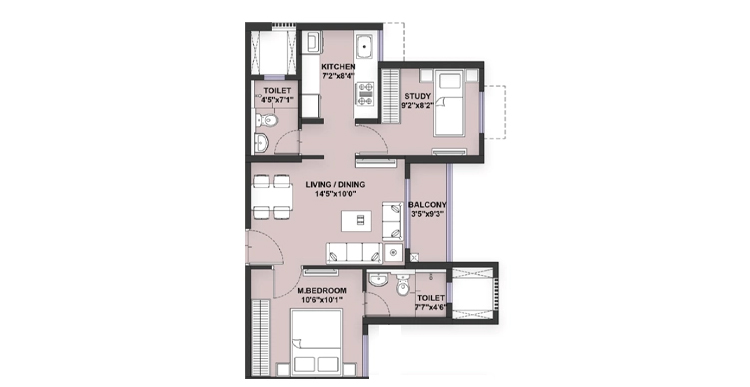 KITCHEN
7'2"x8'4"
TOILET
4'5"x7'1"
STUDY
9'2"x8'2"
LIVING / DINING
14'5"x10'0"
BALCONY
3'5"x9'3"
M.BEDROOM
10'6"x10'1"
TOILET
7'7"x4'6"